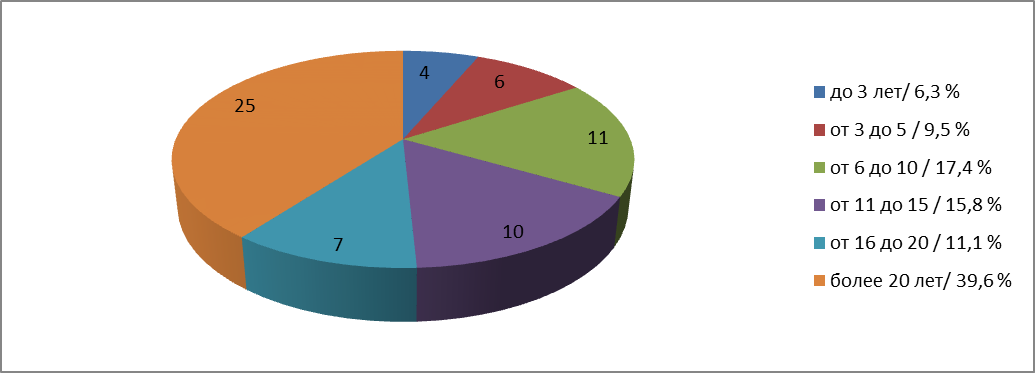 4
6
11
10
7
25
до 3 лет/ 6,3 %
от 3 до 5 / 9,5 %
от 6 до 10 / 17,4 %
от 11 до 15 / 15,8 %
от 16 до 20 / 11,1 %
более 20 лет/ 39,6 %